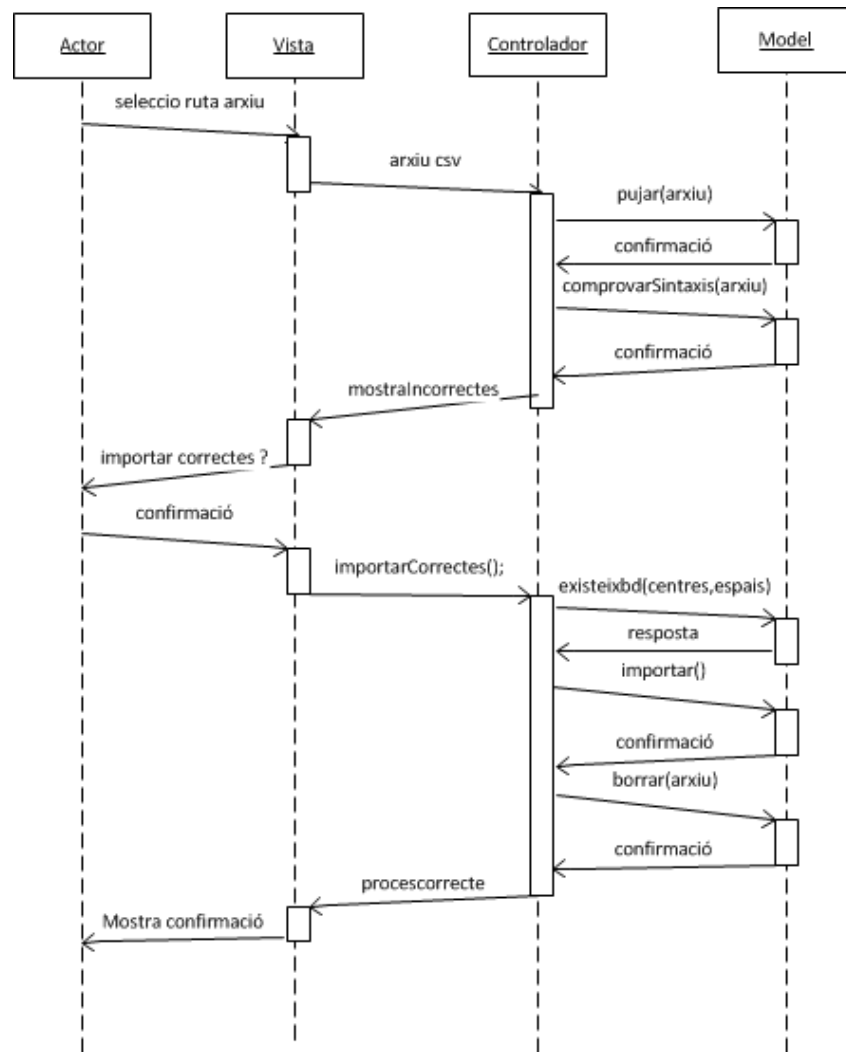 Actor
Vista
Controlador
Model
seleccio ruta arxiu
arxiu csv
pujar(arxiu)
confirmació
comprovarSintaxis(arxiu)
confirmació
mostraIncorrectes
importar correctes ?
confirmació
importarCorrectes();
existeixbd(centres,espais)
resposta
importar()
confirmació
borrar(arxiu)
confirmació
procescorrecte
Mostra confirmació